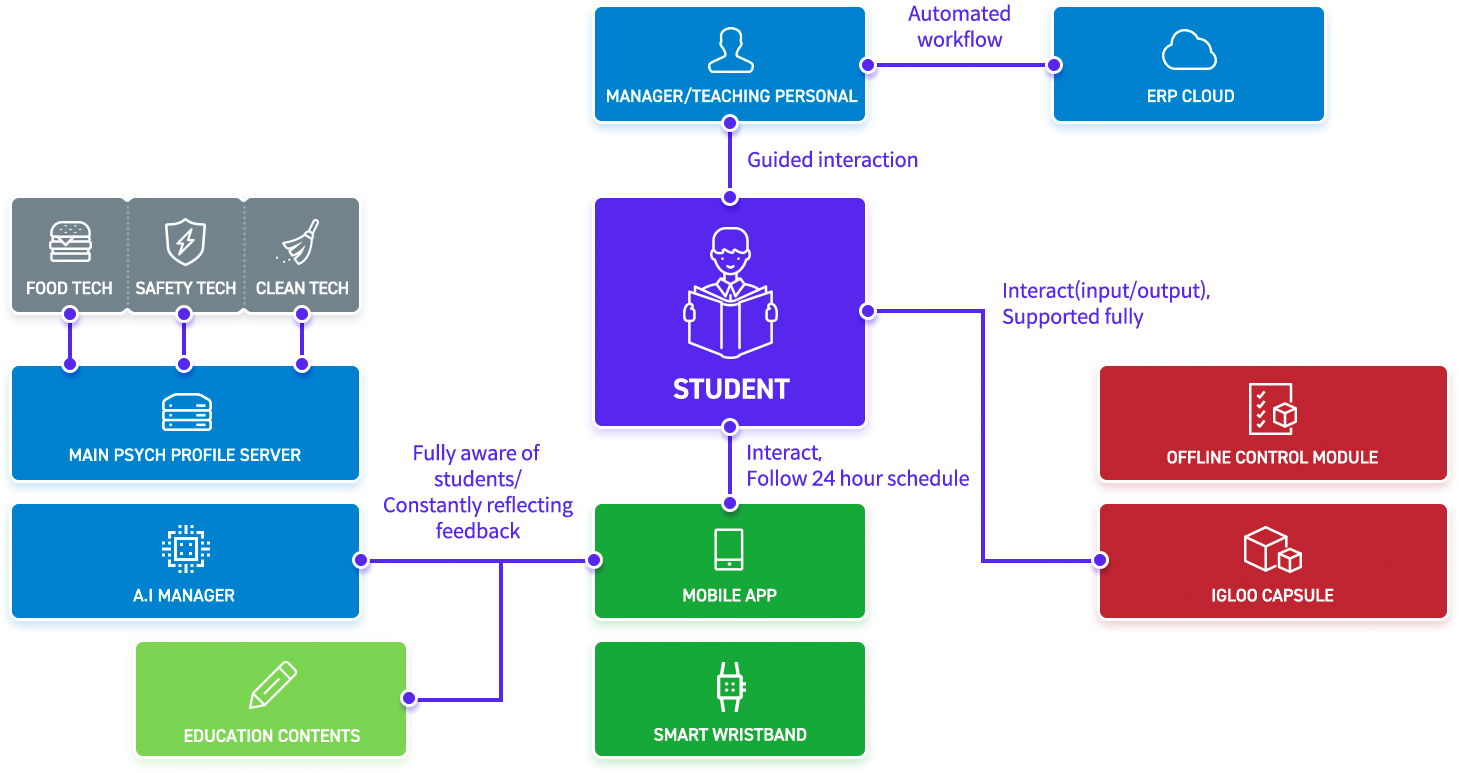 Automated
workflow
MANAGER/TEACHING PERSONAL
ERP CLOUD
Guided interaction
FOOD TECH
SAFETY TECH
CLEAN TECH
STUDENT
Interact(input/output),
Supported fully
MAIN PSYCH PROFILE SERVER
Fully aware of
students/
Constantly reflecting
feedback
Interact,
Follow 24 hour schedule
OFFLINE CONTROL MODULE
A.I MANAGER
MOBILE APP
IGLOO CAPSULE
EDUCATION CONTENTS
SMART WRISTBAND